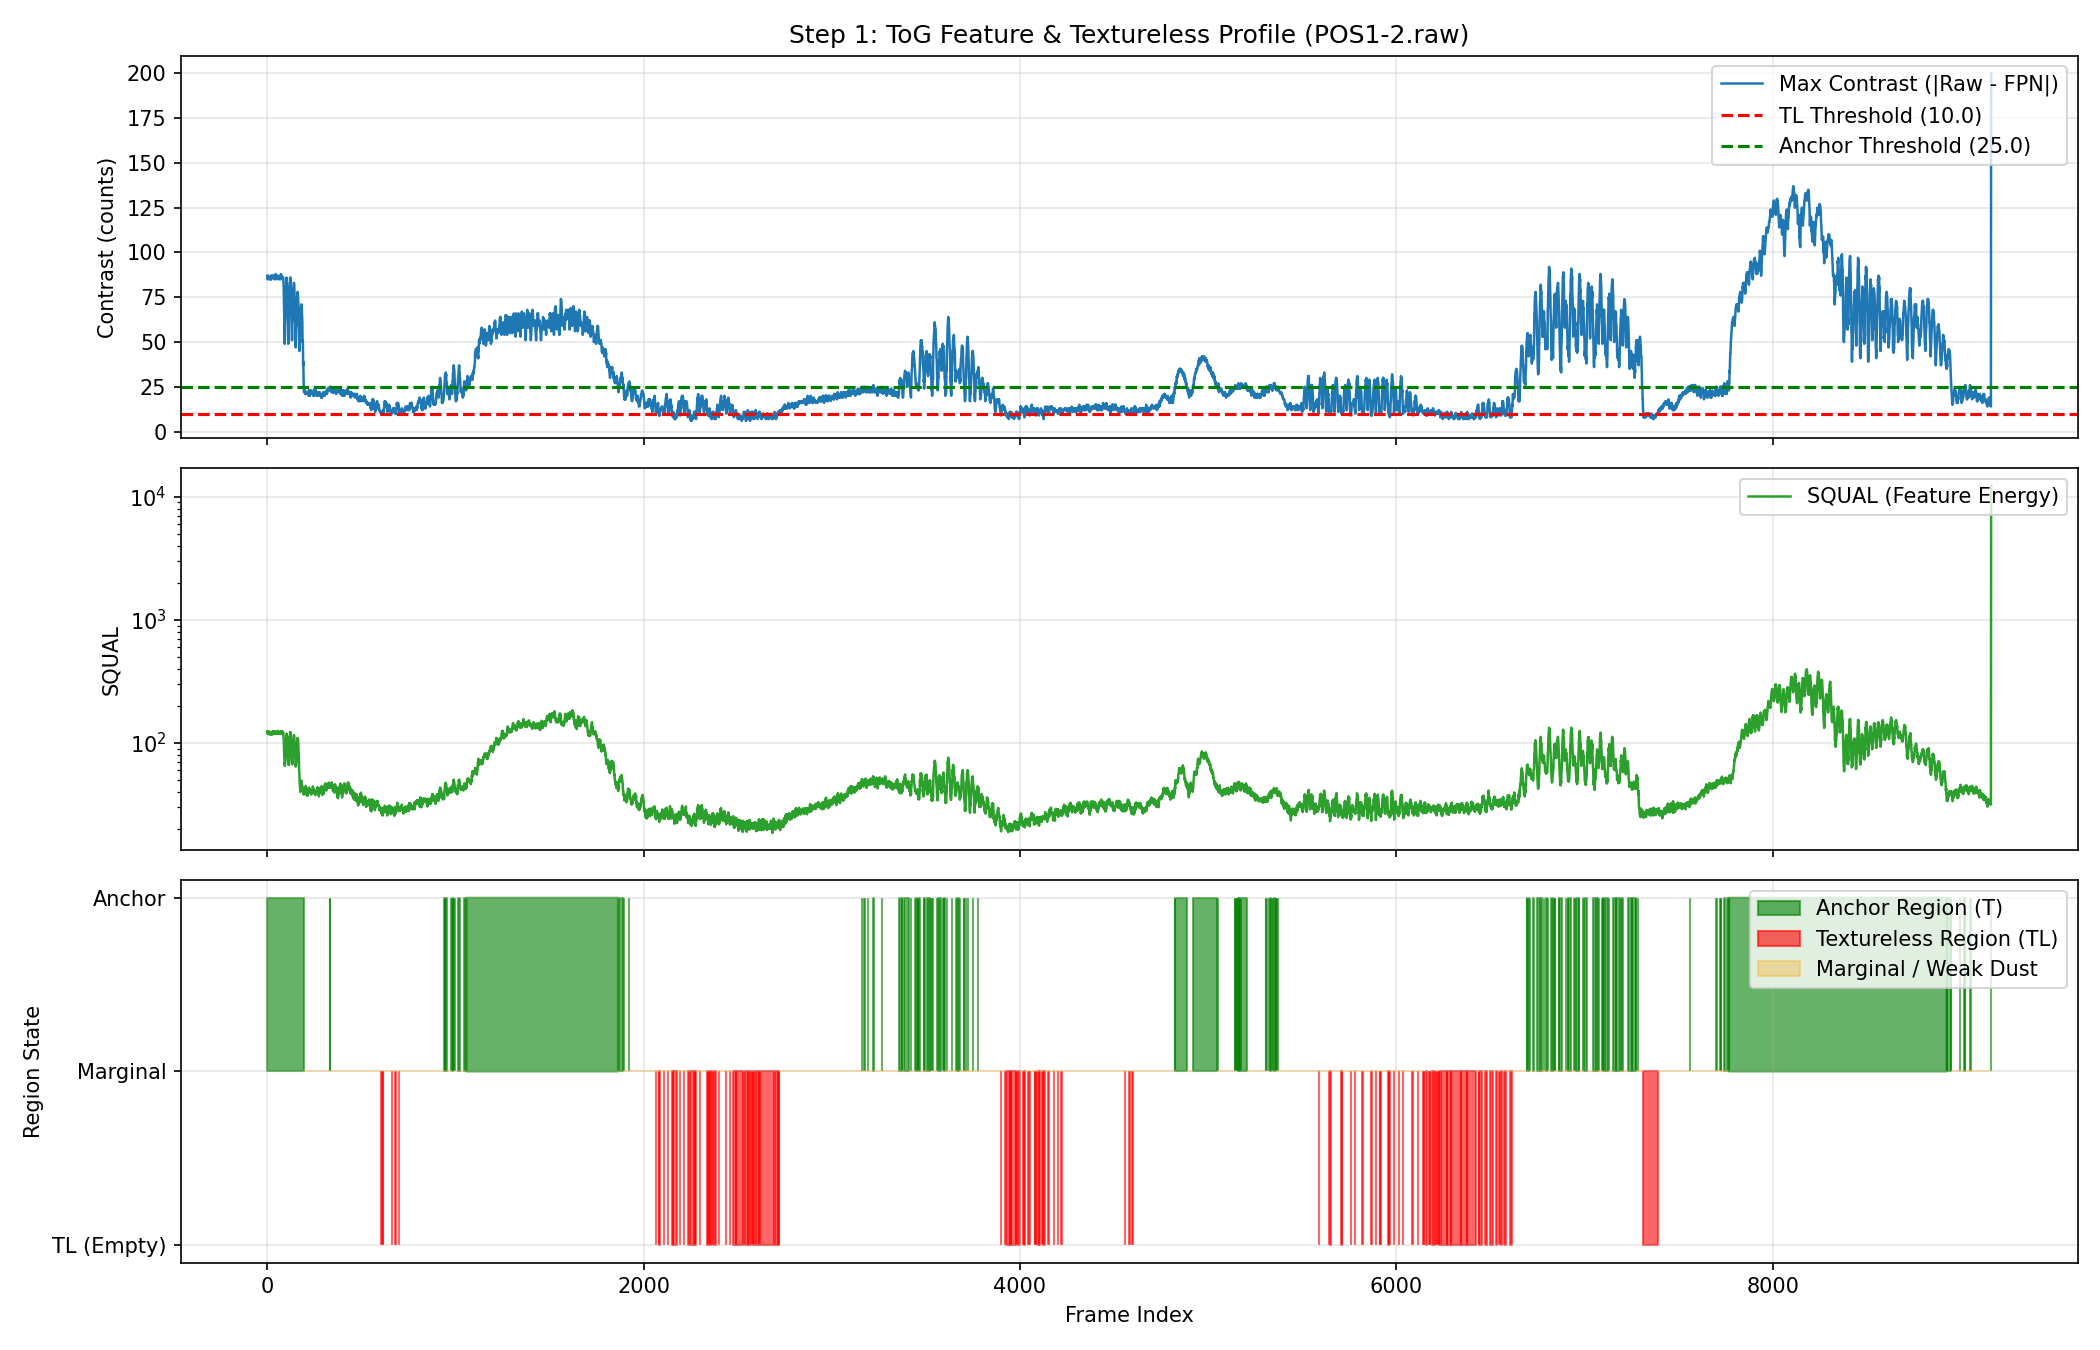 Step 1: ToG Feature & Textureless Profile (POS1-2.raw)
Contrast (counts)
200
175
150
125
100
75
50
25
0
Max Contrast (|Raw - FPN|)
TL Threshold (10.0)
Anchor Threshold (25.0)
SQUAL
10^4
10^3
10^2
SQUAL (Feature Energy)
Region State
Anchor
Marginal
TL (Empty)
Anchor Region (T)
Textureless Region (TL)
Marginal / Weak Dust
0 2000 4000 6000 8000
Frame Index